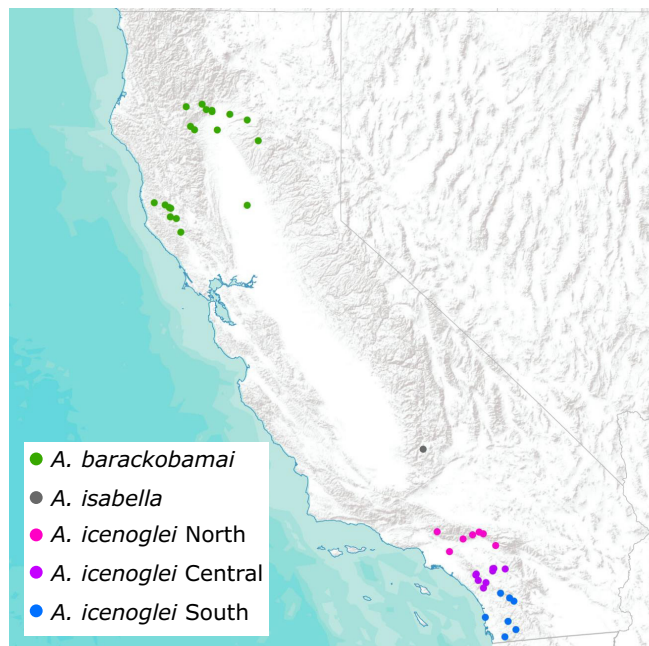 A. barackobamai
A. isabella
A. icenoglei North
A. icenoglei Central
A. icenoglei South